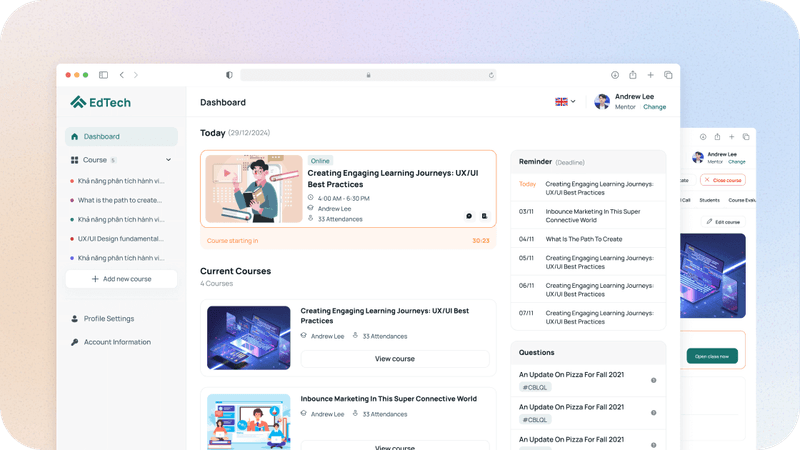 EdTech
Dashboard
Course 5
Khả năng phân tích hành vi...
What is the path to create...
Khả năng phân tích hành vi...
UX/UI Design fundamental...
Khả năng phân tích hành vi...
+ Add new course
Profile Settings
Account Information
Dashboard
Andrew Lee
Mentor Change
Today (29/12/2024)
Online
Creating Engaging Learning Journeys: UX/UI
Best Practices
4:00 AM - 6:30 PM
Andrew Lee
33 Attendances
Course starting in 30:23
Current Courses
4 Courses
Creating Engaging Learning Journeys: UX/UI Best
Practices
Andrew Lee 33 Attendances
View course
Inbounce Marketing In This Super Connective World
Andrew Lee 33 Attendances
View course
Reminder (Deadline)
Today Creating Engaging Learning Journeys:
UX/UI Best Practices
03/11 Inbounce Marketing In This Super
Connective World
04/11 What Is The Path To Create
05/11 Creating Engaging Learning Journeys:
UX/UI Best Practices
06/11 Creating Engaging Learning Journeys:
UX/UI Best Practices
07/11 Creating Engaging Learning Journeys:
UX/UI Best Practices
Questions
An Update On Pizza For Fall 2021
#CBLQL
An Update On Pizza For Fall 2021
#CBLQL
An Update On Pizza For Fall 2021
Andrew Lee
Mentor Change
Close course
Call Students Course Evalu
Edit course
Open class now